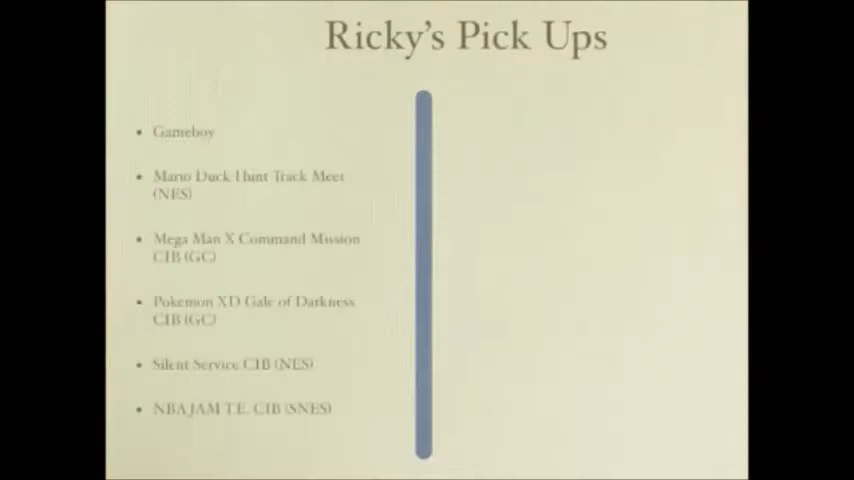 Ricky's Pick Ups
• Gameboy
• Mario Duck Hunt Track Meet
(NES)
• Mega Man X Command Mission
CIB (GC)
• Pokemon XD Gale of Darkness
CIB (GC)
• Silent Service CIB (NES)
• NBA JAM T.E. CIB (SNES)